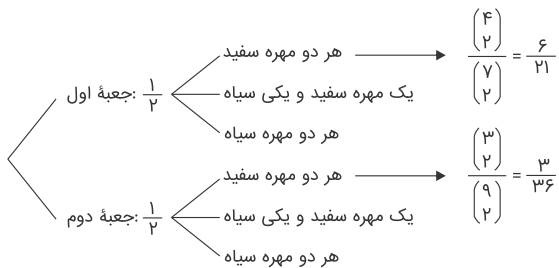 جعبهٔ اول: ۱/۲
هر دو مهره سفید → (۴ ۲)/(۷ ۲) = ۶/۲۱
یک مهره سفید و یکی سیاه
هر دو مهره سیاه
جعبهٔ دوم: ۱/۲
هر دو مهره سفید → (۳ ۲)/(۹ ۲) = ۳/۳۶
یک مهره سفید و یکی سیاه
هر دو مهره سیاه